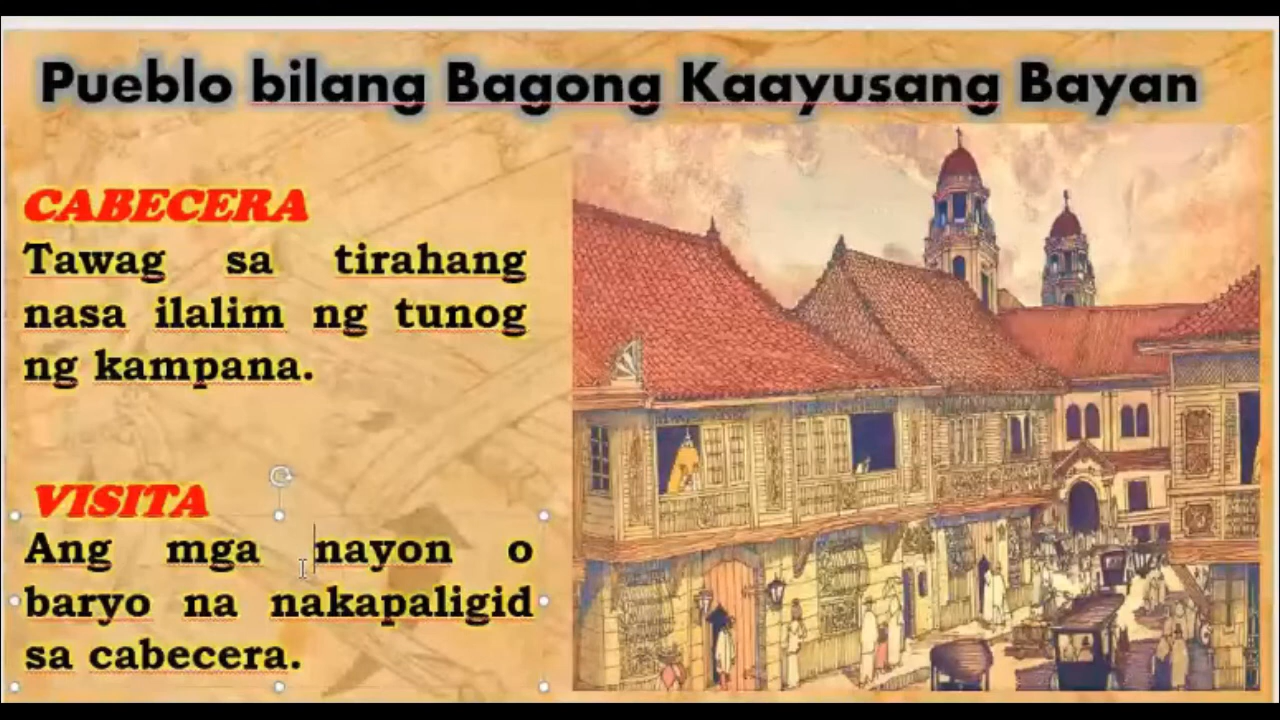 Pueblo bilang Bagong Kaayusang Bayan
CABECERA
Tawag sa tirahang
nasa ilalim ng tunog
ng kampana.
VISITA
Ang mga nayon o
baryo na nakapaligid
sa cabecera.